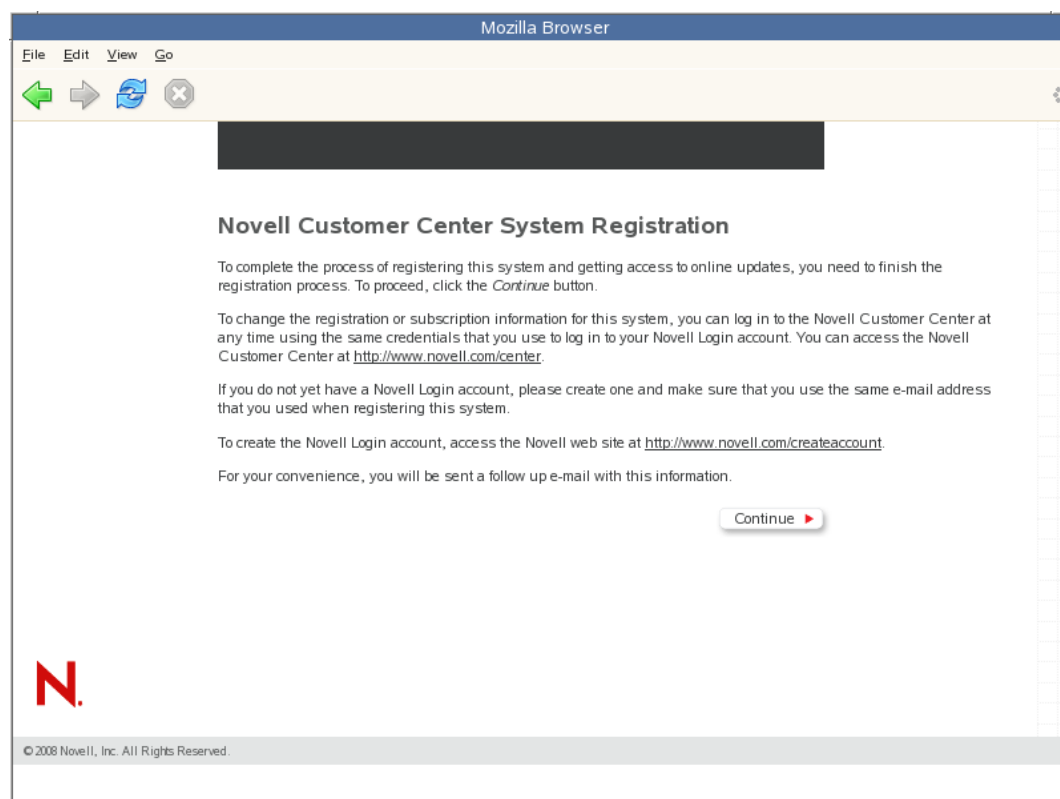 Mozilla Browser
File Edit View Go
Novell Customer Center System Registration
To complete the process of registering this system and getting access to online updates, you need to finish the
registration process. To proceed, click the Continue button.
To change the registration or subscription information for this system, you can log in to the Novell Customer Center at
any time using the same credentials that you use to log in to your Novell Login account. You can access the Novell
Customer Center at http://www.novell.com/center.
If you do not yet have a Novell Login account, please create one and make sure that you use the same e-mail address
that you used when registering this system.
To create the Novell Login account, access the Novell web site at http://www.novell.com/createaccount.
For your convenience, you will be sent a follow up e-mail with this information.
Continue
N.
© 2008 Novell, Inc. All Rights Reserved.